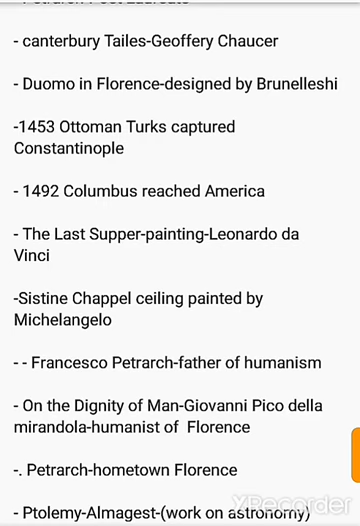 - Petrarch Poet Laureate
- canterbury Tailes-Geoffery Chaucer
- Duomo in Florence-designed by Brunelleshi
-1453 Ottoman Turks captured
Constantinople
- 1492 Columbus reached America
- The Last Supper-painting-Leonardo da
Vinci
-Sistine Chappel ceiling painted by
Michelangelo
- - Francesco Petrarch-father of humanism
- On the Dignity of Man-Giovanni Pico della
mirandola-humanist of Florence
-. Petrarch-hometown Florence
- Ptolemy-Almagest-(work on astronomy)
XRecorder